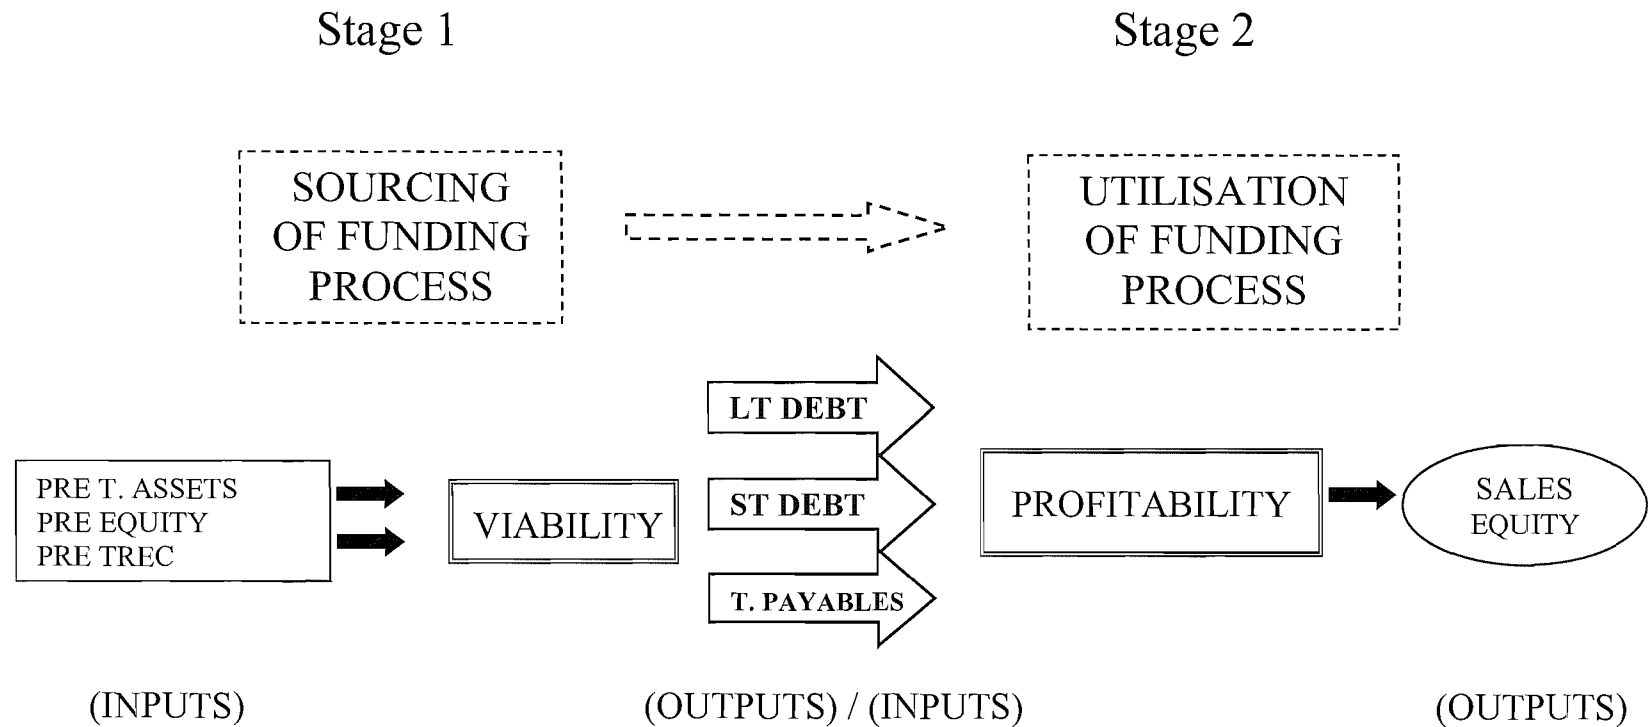 Stage 1
Stage 2
SOURCING
OF FUNDING
PROCESS
UTILISATION
OF FUNDING
PROCESS
PRE T. ASSETS
PRE EQUITY
PRE TREC
VIABILITY
LT DEBT
ST DEBT
T. PAYABLES
PROFITABILITY
SALES
EQUITY
(INPUTS)
(OUTPUTS) / (INPUTS)
(OUTPUTS)